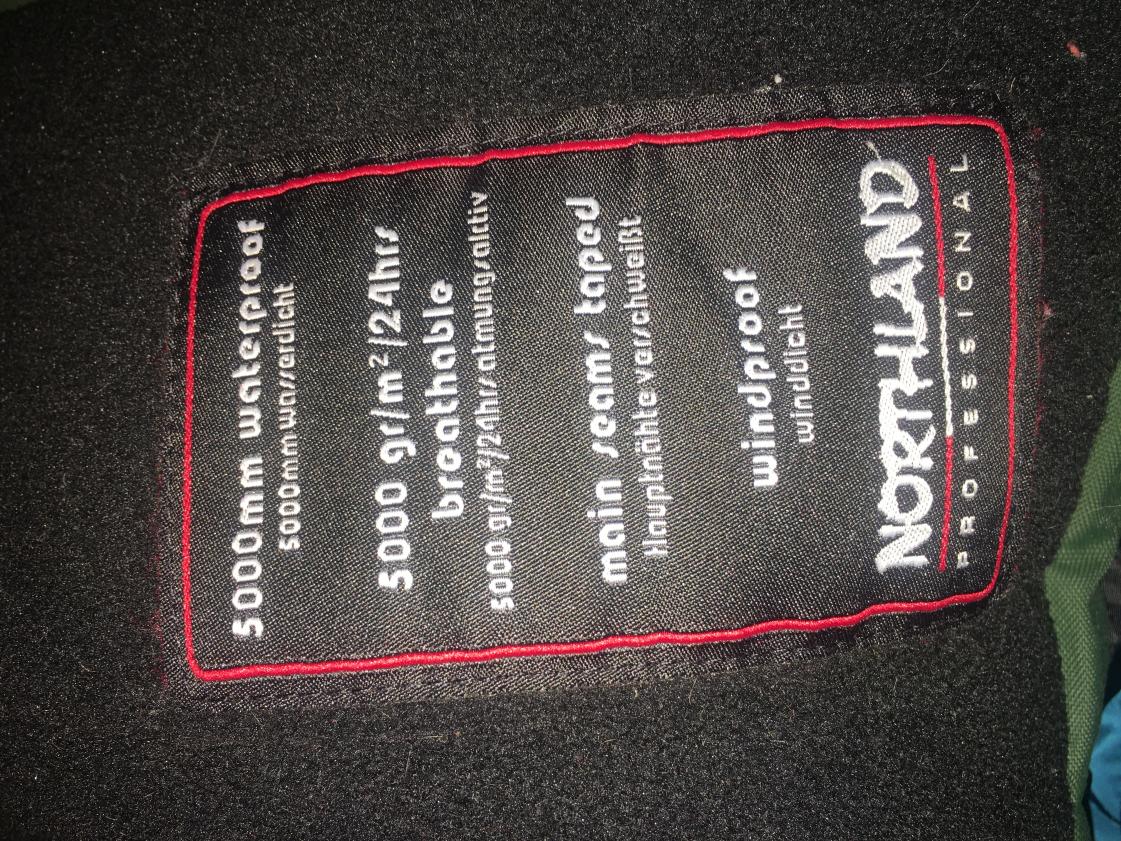 5000mm waterproof
5000mm wasserdicht
5000 gr/m²/24hrs
breathable
5000 gr/m²/24hrs atmungsaktiv
main seams taped
Hauptnähte verschweißt
windproof
winddicht
NORTHLAND
PROFESSIONAL